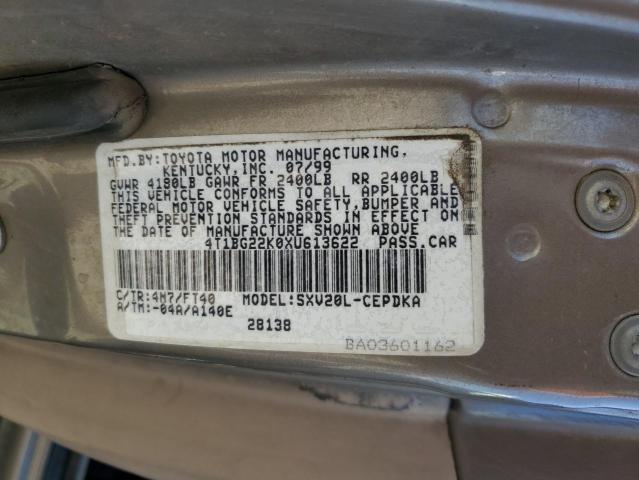 MFD.BY:TOYOTA MOTOR MANUFACTURING,
KENTUCKY,INC. 07/99
GVWR 4180LB GAWR FR 2400LB RR 2400LB
THIS VEHICLE CONFORMS TO ALL APPLICABLE
FEDERAL MOTOR VEHICLE SAFETY,BUMPER AND
THEFT PREVENTION STANDARDS IN EFFECT ON
THE DATE OF MANUFACTURE SHOWN ABOVE
4T1BG22K0XU613622 PASS.CAR
C/TR:4M7/FT40 MODEL:SXV20L-CEPDKA
A/TM:-04A/A140E
28138
BA03601162